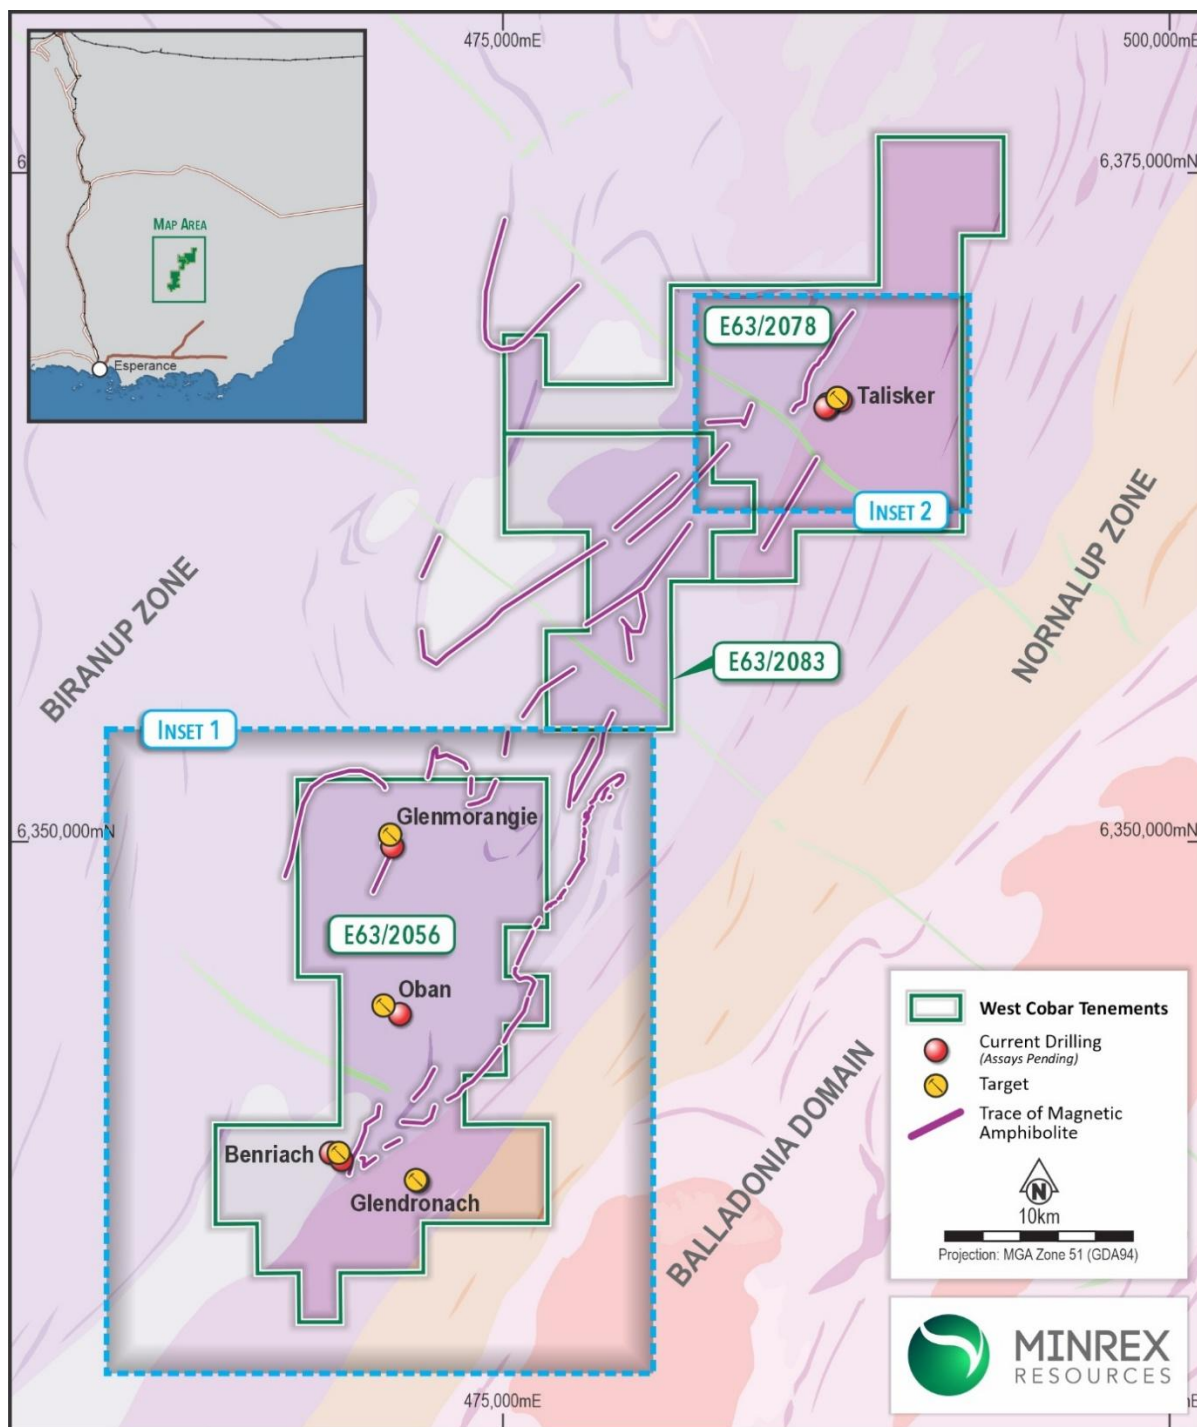 475,000mE
500,000mE
6,375,000mN
MAP AREA
Esperance
E63/2078
Talisker
INSET 2
BIRANUP ZONE
NORNALUP ZONE
E63/2083
INSET 1
Glenmorangie
6,350,000mN
6,350,000mN
E63/2056
Oban
Benriach
Glendronach
BALLADONIA DOMAIN
West Cobar Tenements
Current Drilling
(Assays Pending)
Target
Trace of Magnetic
Amphibolite
N
10km
Projection: MGA Zone 51 (GDA94)
MINREX
RESOURCES
475,000mE